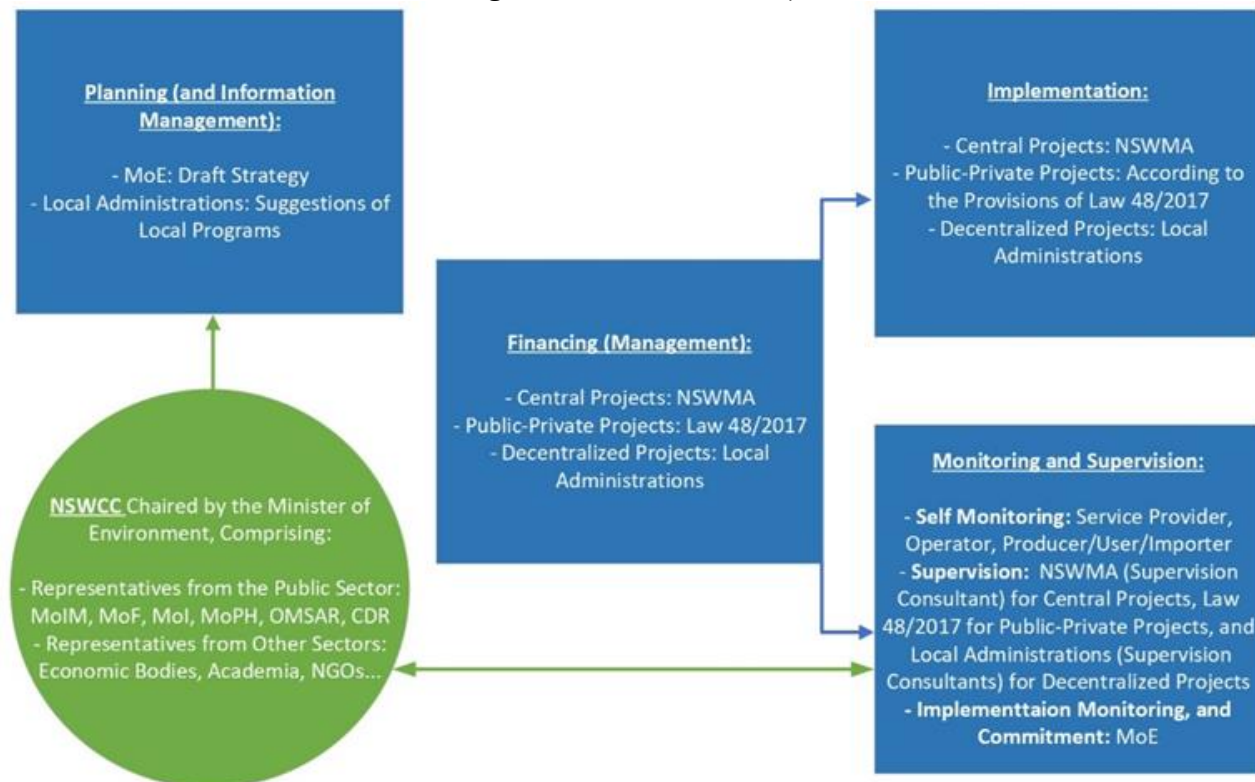 Planning (and Information
Management):
- MoE: Draft Strategy
- Local Administrations: Suggestions of
Local Programs
Implementation:
- Central Projects: NSWMA
- Public-Private Projects: According to
the Provisions of Law 48/2017
- Decentralized Projects: Local
Administrations
Financing (Management):
- Central Projects: NSWMA
- Public-Private Projects: Law 48/2017
- Decentralized Projects: Local
Administrations
NSWCC Chaired by the Minister of
Environment, Comprising:
- Representatives from the Public Sector:
MoIM, MoF, MoI, MoPH, OMSAR, CDR
- Representatives from Other Sectors:
Economic Bodies, Academia, NGOs...
Monitoring and Supervision:
- Self Monitoring: Service Provider,
Operator, Producer/User/Importer
- Supervision: NSWMA (Supervision
Consultant) for Central Projects, Law
48/2017 for Public-Private Projects, and
Local Administrations (Supervision
Consultants) for Decentralized Projects
- Implementtaion Monitoring, and
Commitment: MoE